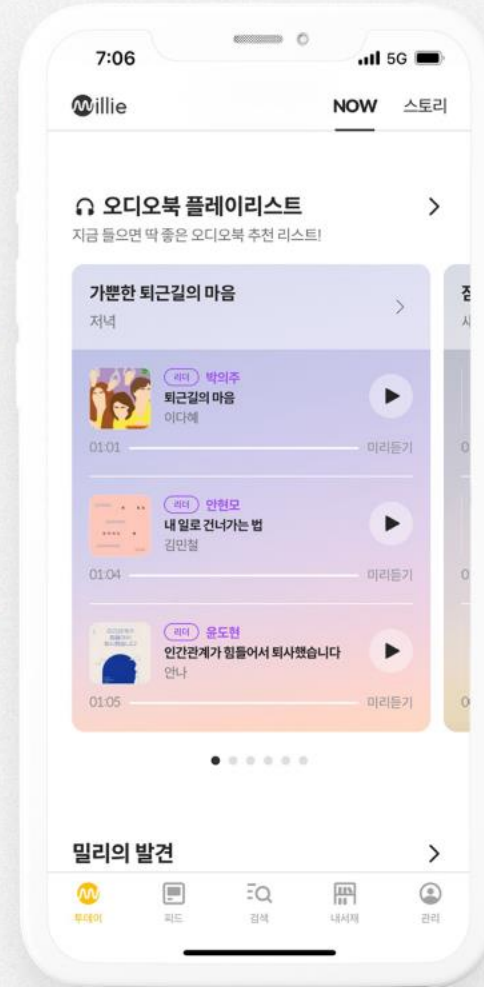 7:06
5G
Millie
NOW 스토리
오디오북 플레이리스트
지금 들으면 딱 좋은 오디오북 추천 리스트!
가뿐한 퇴근길의 마음
저녁
리더 박의주
퇴근길의 마음
이다혜
01:01 미리듣기
리더 안현모
내 일로 건너가는 법
김민철
01:04 미리듣기
리더 윤도현
인간관계가 힘들어서 퇴사했습니다
안나
01:05 미리듣기
밀리의 발견
투데이 피드 검색 내서재 관리